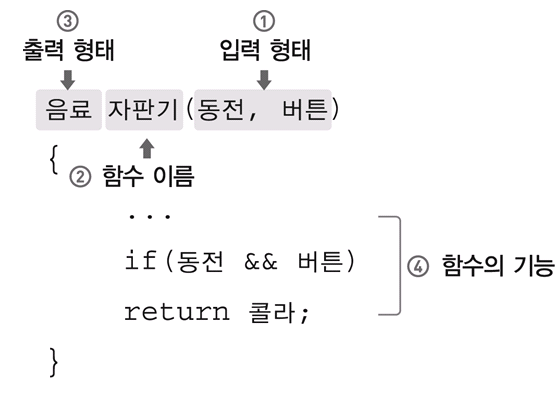 ③ ①
출력 형태 입력 형태
음료 자판기(동전, 버튼)
{
② 함수 이름
...
if(동전 && 버튼)
④ 함수의 기능
return 콜라;
}